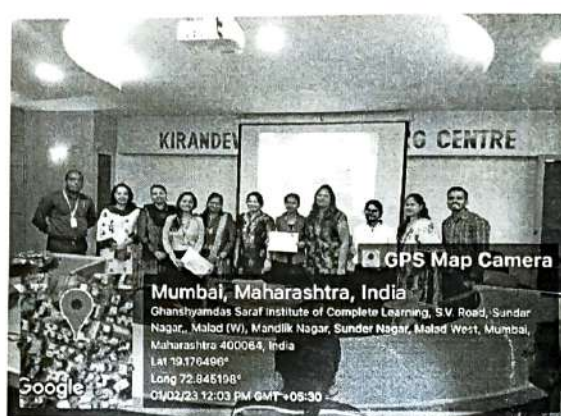 KIRANDEV
G CENTRE
GPS Map Camera
Mumbai, Maharashtra, India
Ghanshyamdas Saraf Institute of Complete Learning, S.V. Road, Sundar
Nagar,, Malad (W), Mandlik Nagar, Sunder Nagar, Malad West, Mumbai,
Maharashtra 400064, India
Lat 19.176496°
Long 72.845198°
01/02/23 12:03 PM GMT +05:30
Google